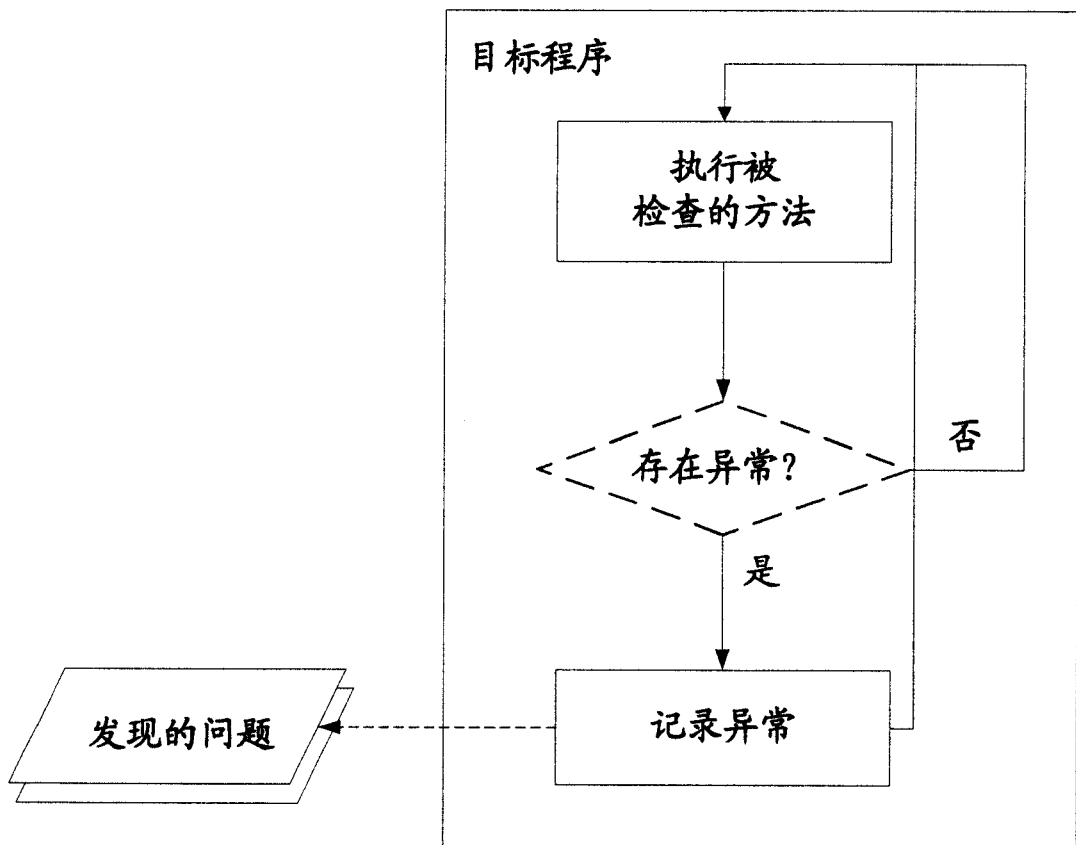 目标程序
执行被
检查的方法
存在异常?
否
是
记录异常
发现的问题